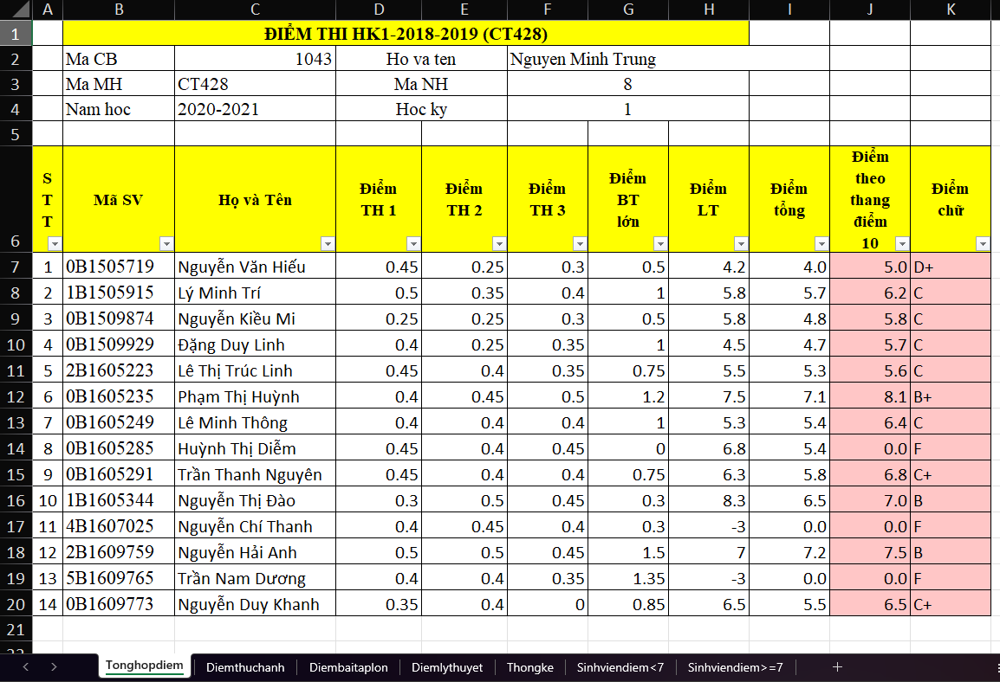 A B C D E F G H I J K
1 ĐIỂM THI HK1-2018-2019 (CT428)
2 Ma CB 1043 Ho va ten Nguyen Minh Trung
3 Ma MH CT428 Ma NH 8
4 Nam hoc 2020-2021 Hoc ky 1
5
6 STT Mã SV Họ và Tên Điểm TH 1 Điểm TH 2 Điểm TH 3 Điểm BT lớn Điểm LT Điểm tổng Điểm theo thang điểm 10 Điểm chữ
7 1 0B1505719 Nguyễn Văn Hiếu 0.45 0.25 0.3 0.5 4.2 4.0 5.0 D+
8 2 1B1505915 Lý Minh Trí 0.5 0.35 0.4 1 5.8 5.7 6.2 C
9 3 0B1509874 Nguyễn Kiều Mi 0.25 0.25 0.3 0.5 5.8 4.8 5.8 C
10 4 0B1509929 Đặng Duy Linh 0.4 0.25 0.35 1 4.5 4.7 5.7 C
11 5 2B1605223 Lê Thị Trúc Linh 0.45 0.4 0.35 0.75 5.5 5.3 5.6 C
12 6 0B1605235 Phạm Thị Huỳnh 0.4 0.45 0.5 1.2 7.5 7.1 8.1 B+
13 7 0B1605249 Lê Minh Thông 0.4 0.4 0.4 1 5.3 5.4 6.4 C
14 8 0B1605285 Huỳnh Thị Diễm 0.45 0.4 0.45 0 6.8 5.4 0.0 F
15 9 0B1605291 Trần Thanh Nguyên 0.45 0.4 0.4 0.75 6.3 5.8 6.8 C+
16 10 1B1605344 Nguyễn Thị Đào 0.3 0.5 0.45 0.3 8.3 6.5 7.0 B
17 11 4B1607025 Nguyễn Chí Thanh 0.4 0.45 0.4 0.3 -3 0.0 0.0 F
18 12 2B1609759 Nguyễn Hải Anh 0.5 0.5 0.45 1.5 7 7.2 7.5 B
19 13 5B1609765 Trần Nam Dương 0.4 0.4 0.35 1.35 -3 0.0 0.0 F
20 14 0B1609773 Nguyễn Duy Khanh 0.35 0.4 0 0.85 6.5 5.5 6.5 C+
21
Tonghopdiem Diemthuchanh Diembaitaplon Diemlythuyet Thongke Sinhviendiem<7 Sinhviendiem>=7